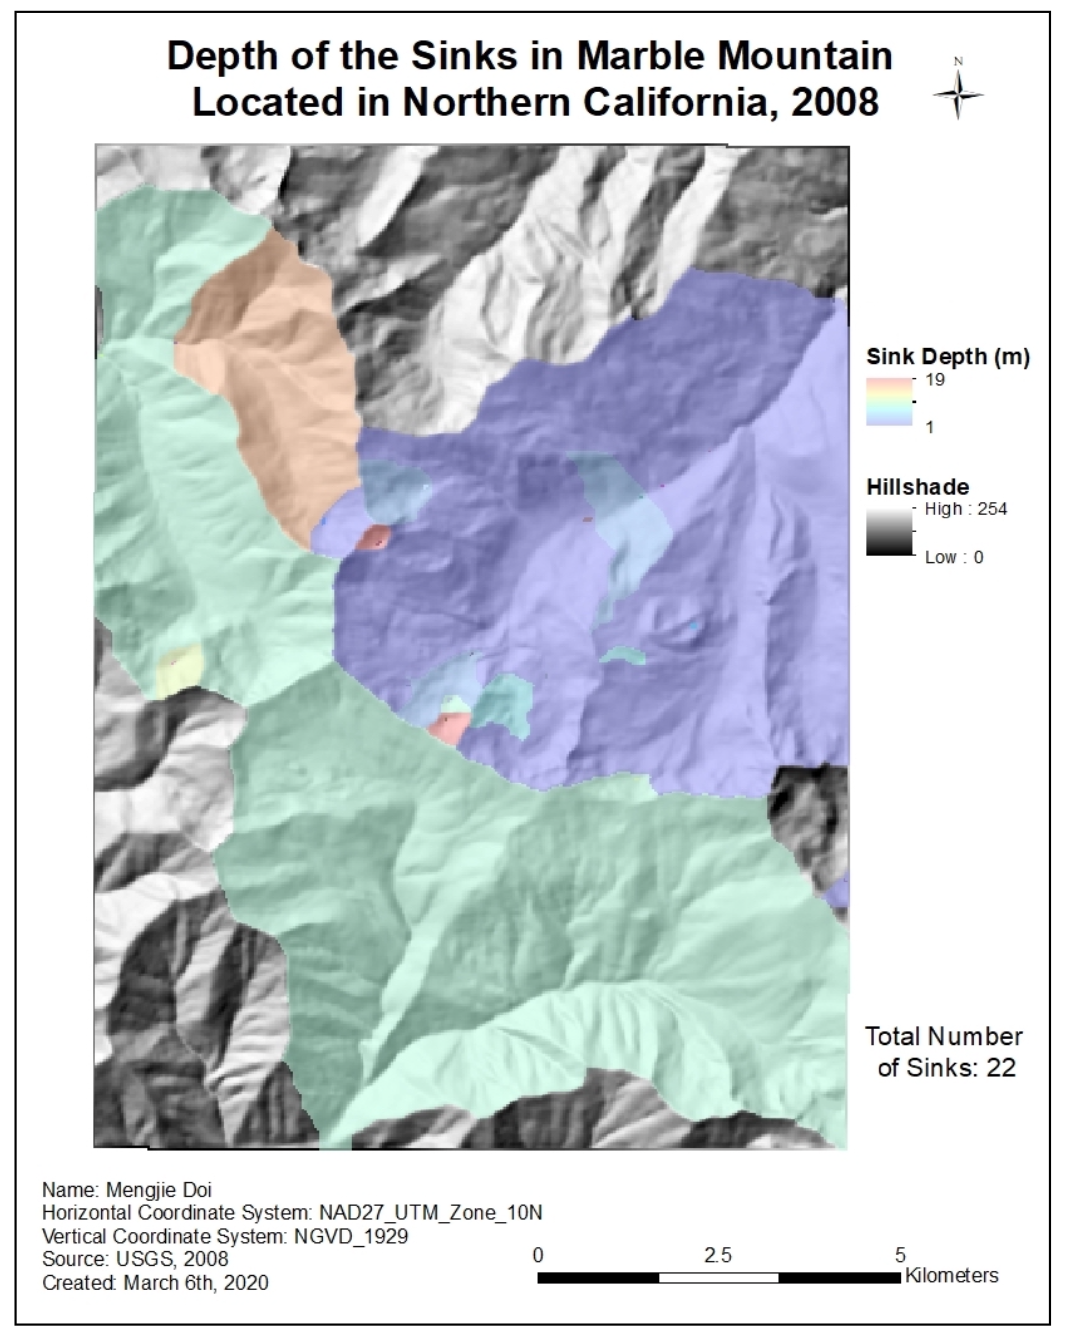 Depth of the Sinks in Marble Mountain
Located in Northern California, 2008
N
Sink Depth (m)
19
1
Hillshade
High : 254
Low : 0
Total Number
of Sinks: 22
Name: Mengjie Doi
Horizontal Coordinate System: NAD27_UTM_Zone_10N
Vertical Coordinate System: NGVD_1929
Source: USGS, 2008
Created: March 6th, 2020
0 2.5 5
Kilometers